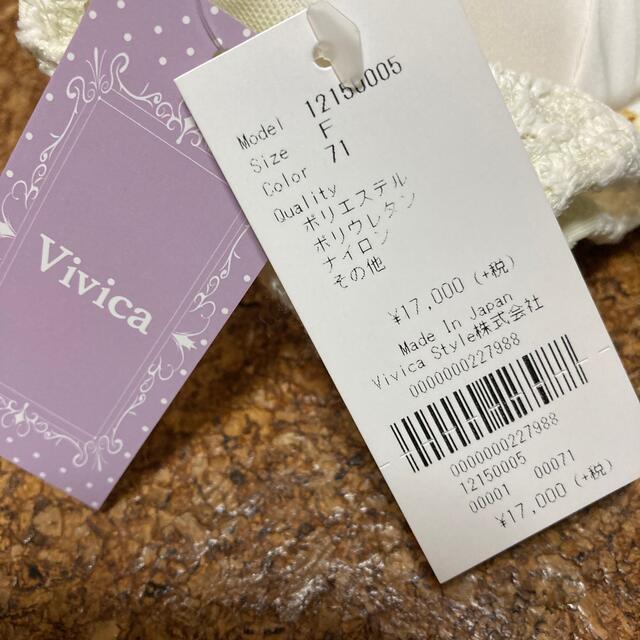 Vivica
Model 12150005
Size F
Color 71
Quality
ポリエステル
ポリウレタン
ナイロン
その他
¥17,000 (+税)
Made In Japan
Vivica Style株式会社
0000000227988
0000000227988
12150005
00001 00071
¥17,000 (+税)